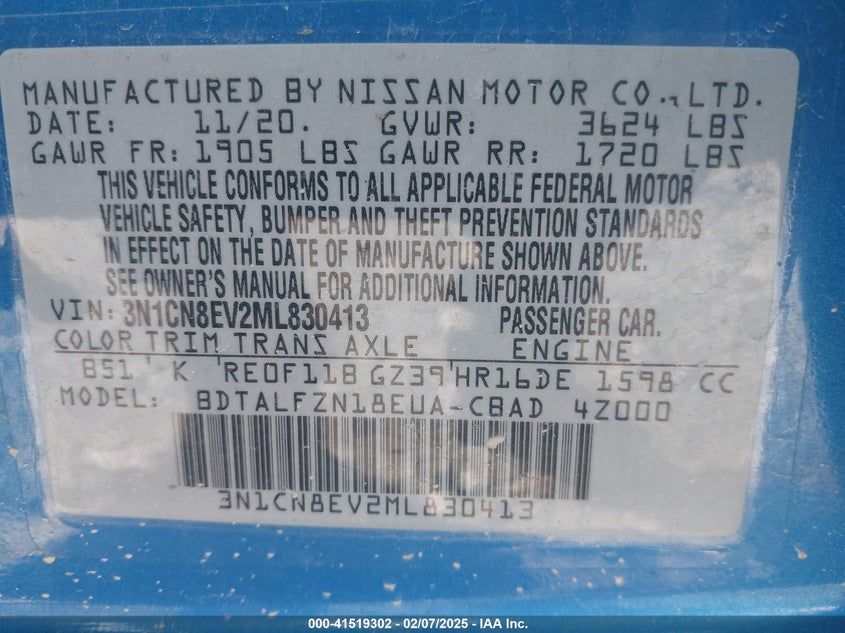 MANUFACTURED BY NISSAN MOTOR CO., LTD.
DATE: 11/20. GVWR: 3624 LBS
GAWR FR: 1905 LBS GAWR RR: 1720 LBS
THIS VEHICLE CONFORMS TO ALL APPLICABLE FEDERAL MOTOR
VEHICLE SAFETY, BUMPER AND THEFT PREVENTION STANDARDS
IN EFFECT ON THE DATE OF MANUFACTURE SHOWN ABOVE.
SEE OWNER'S MANUAL FOR ADDITIONAL INFORMATION.
VIN: 3N1CN8EV2ML830413 PASSENGER CAR.
COLOR TRIM TRANS AXLE ENGINE
B51 K RE0F11B GZ39 HR16DE 1598 CC
MODEL: BDTALFZN18EUA-CBAD 4Z000
3N1CN8EV2ML830413
000-41519302 - 02/07/2025 - IAA Inc.